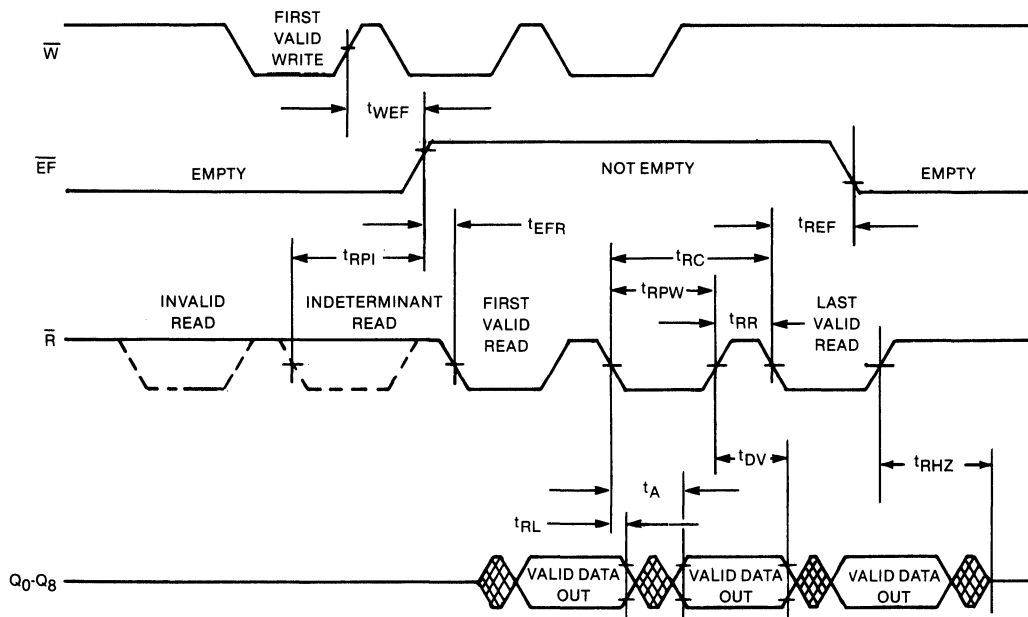 FIRST
VALID
WRITE
W̅
tWEF
E̅F̅
EMPTY
NOT EMPTY
EMPTY
tEFR
tREF
tRPI
tRC
tRPW
INVALID
READ
INDETERMINANT
READ
FIRST
VALID
READ
tRR
LAST
VALID
READ
R̅
tDV
tRHZ
tA
tRL
Q0-Q8
VALID DATA
OUT
VALID DATA
OUT
VALID DATA
OUT